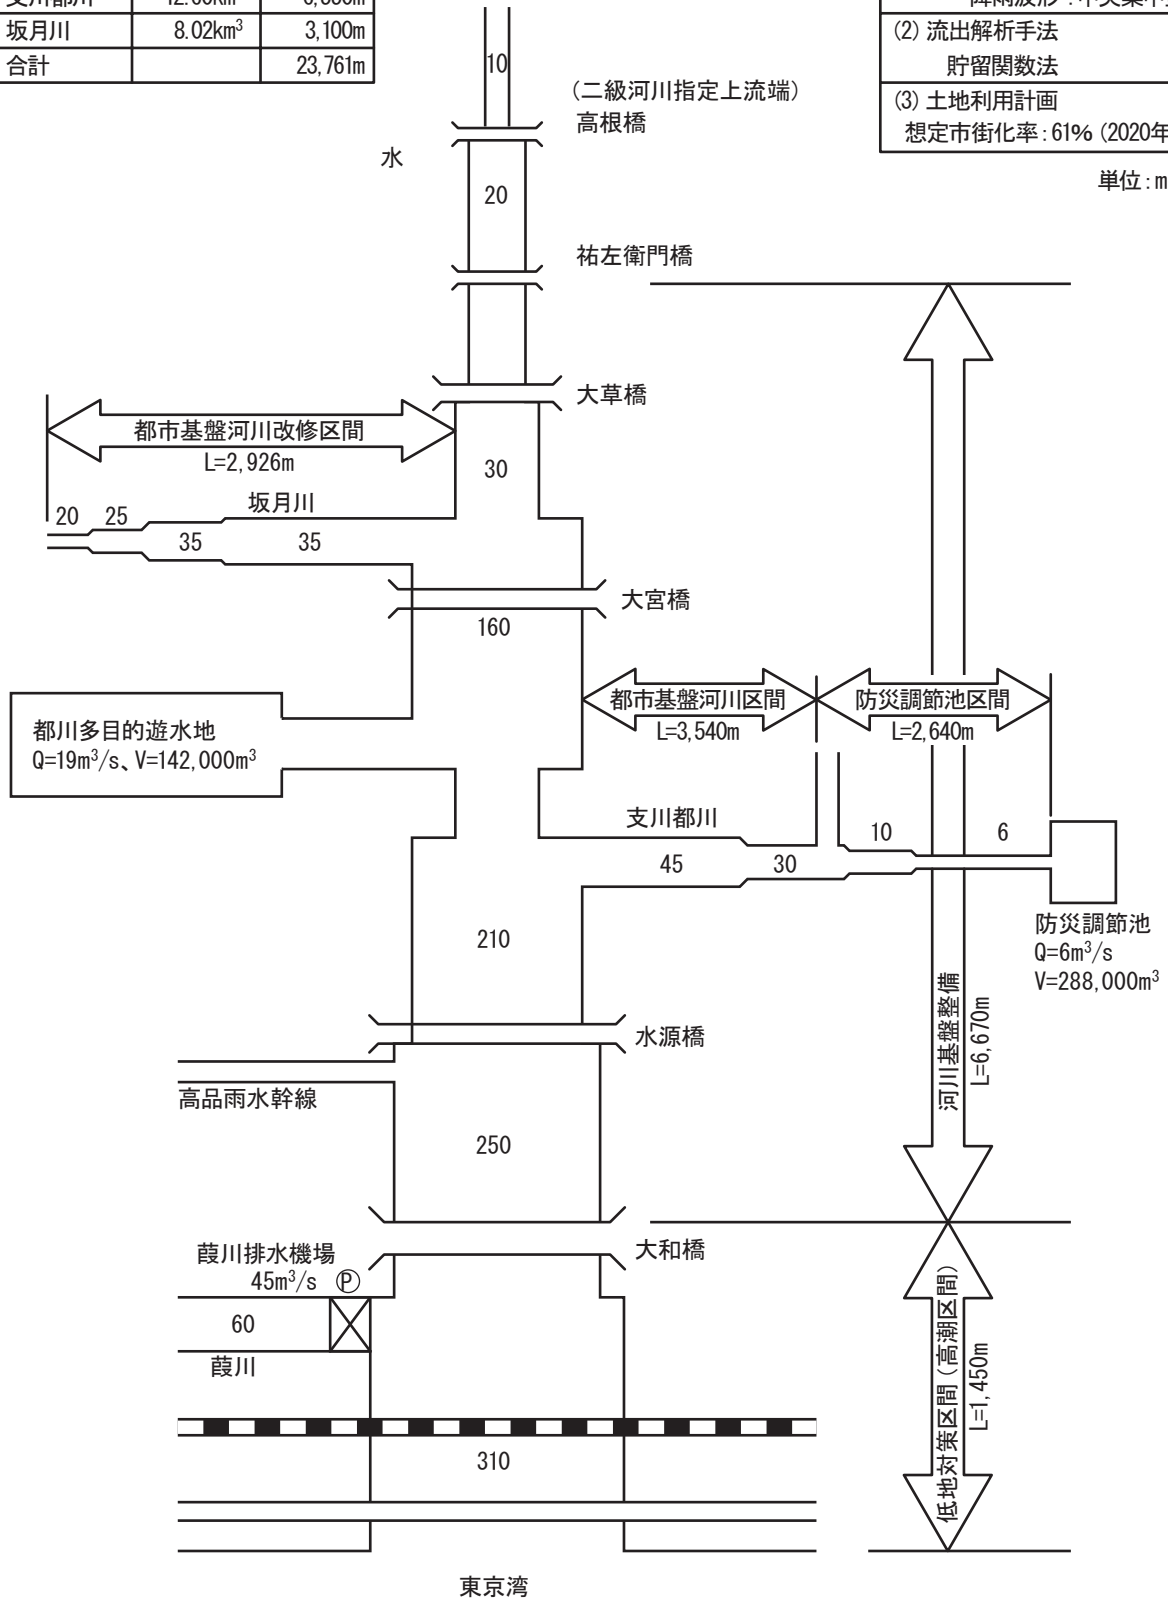 坂月川 8.02km³ 3,100m
合計 23,761m
(2) 流出解析手法
貯留関数法
(3) 土地利用計画
想定市街化率：61% (2020年
単位：m
10
(二級河川指定上流端)
高根橋
水
20
祐左衛門橋
大草橋
都市基盤河川改修区間
L=2,926m
30
坂月川
20 25
35 35
大宮橋
160
都市基盤河川区間 防災調節池区間
L=3,540m L=2,640m
都川多目的遊水地
Q=19m³/s、V=142,000m³
支川都川
10 6
45 30
防災調節池
Q=6m³/s
V=288,000m³
210
河川基盤整備
L=6,670m
水源橋
高品雨水幹線
250
大和橋
葭川排水機場
45m³/s Ⓟ
60
葭川
低地対策区間（高潮区間）
L=1,450m
310
東京湾